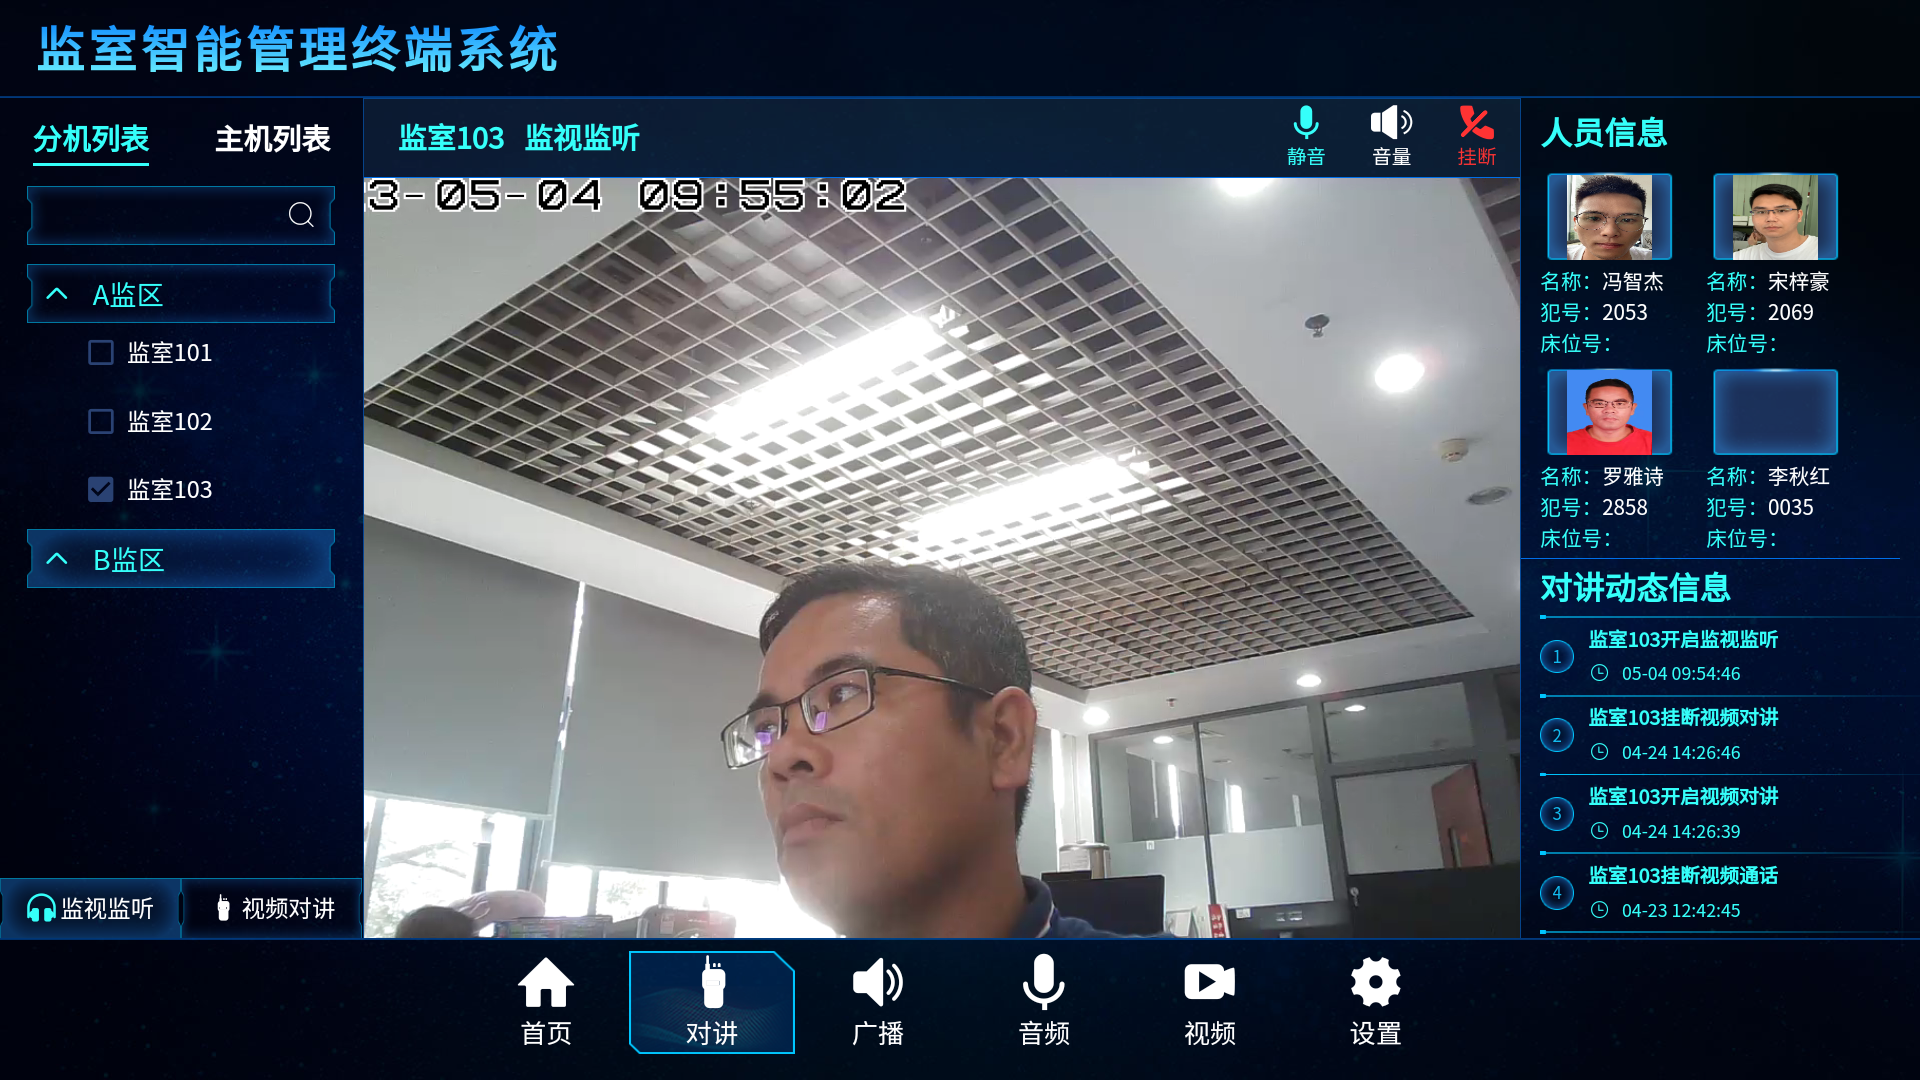 监室智能管理终端系统
分机列表 主机列表
A监区
监室101
监室102
监室103
B监区
监视监听 视频对讲
监室103 监视监听
静音 音量 挂断
3-05-04 09:55:02
人员信息
名称：冯智杰
犯号：2053
床位号：
名称：宋梓豪
犯号：2069
床位号：
名称：罗雅诗
犯号：2858
床位号：
名称：李秋红
犯号：0035
床位号：
对讲动态信息
1 监室103开启监视监听
05-04 09:54:46
2 监室103挂断视频对讲
04-24 14:26:46
3 监室103开启视频对讲
04-24 14:26:39
4 监室103挂断视频通话
04-23 12:42:45
首页 对讲 广播 音频 视频 设置